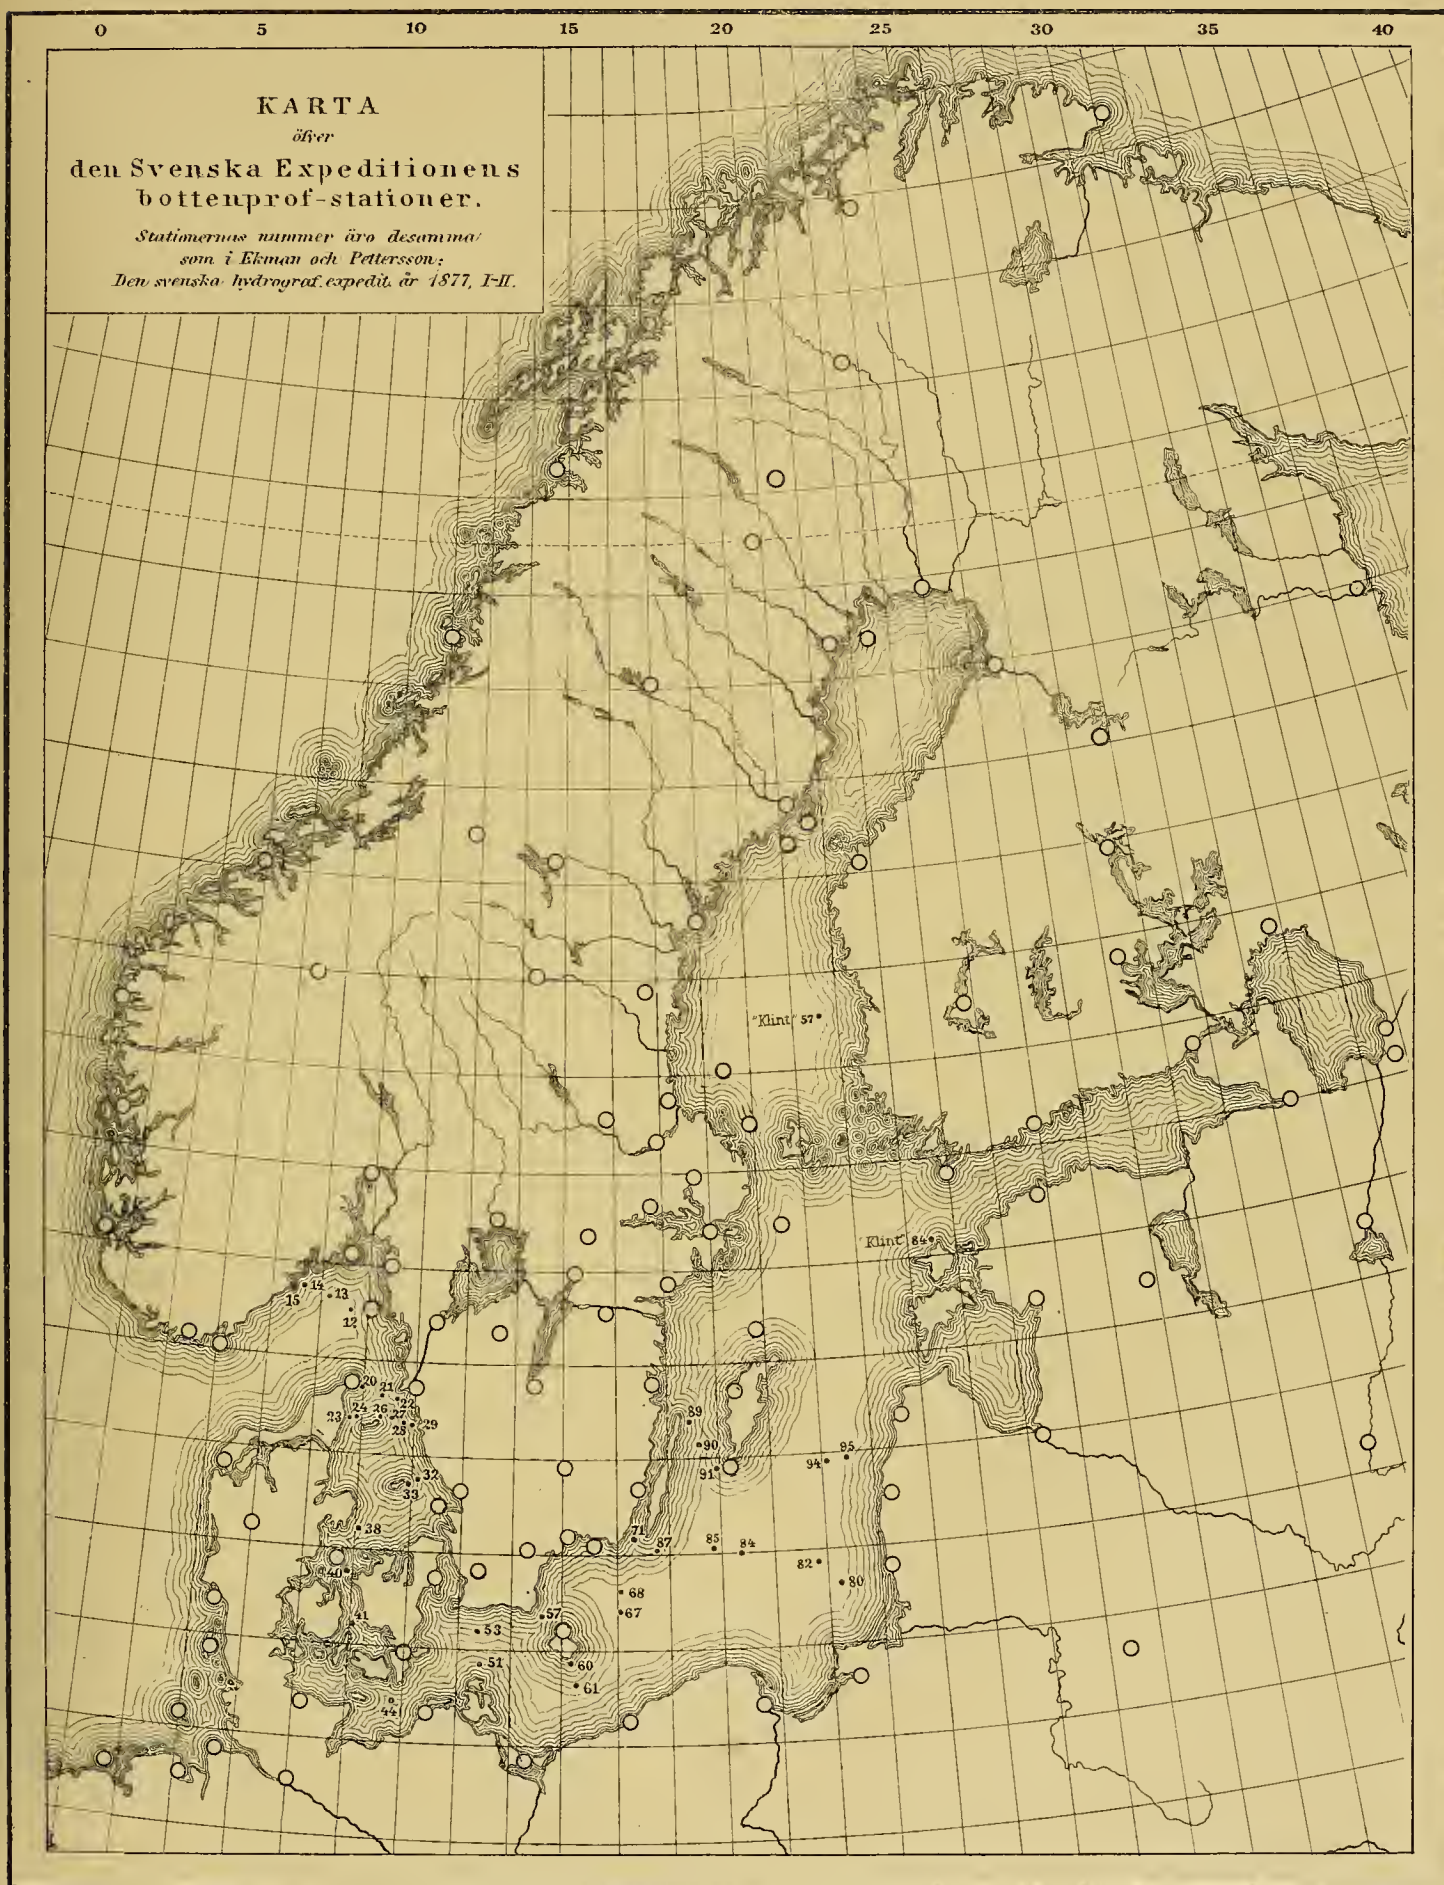 0 5 10 15 20 25 30 35 40
KARTA
öfver
den Svenska Expeditionens
bottenprof-stationer.
Stationernas nummer äro desamma
som i Ekman och Pettersson:
Den svenska hydrograf. expedit. år 1877, I-II.
"Klint" 57
"Klint" 84
14
15
13
12
20
21
22
23 24 26 27
28 29
89
90
91
94 95
32
33
38
71
87
85 84
82
80
40
68
67
41
57
53
51
60
61
44